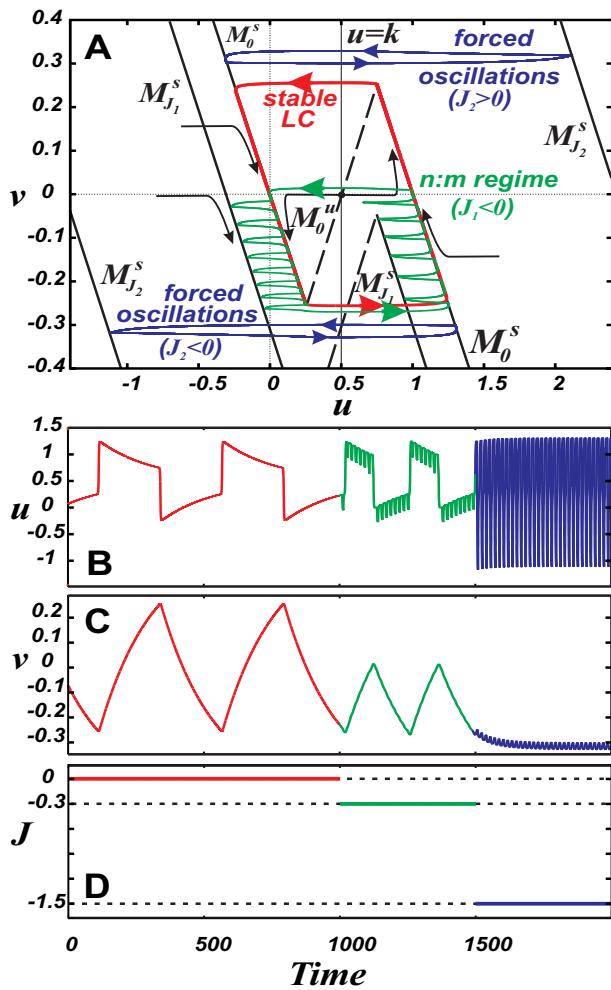 0.4
0.3
0.2
0.1
0
-0.1
-0.2
-0.3
-0.4
v
A
M_0^s
u=k
forced
oscillations
(J_2>0)
M_{J_1}^s
stable
LC
M_{J_2}^s
n:m regime
(J_1<0)
M_0^u
M_{J_2}^s
M_{J_1}^s
forced
oscillations
(J_2<0)
M_0^s
-1 -0.5 0 0.5 1 1.5 2
u
1
0.5
0
-0.5
-1
u
B
0.2
0.1
0
-0.1
-0.2
-0.3
v
C
0
-0.3
-1.5
J
D
0 500 1000 1500
Time